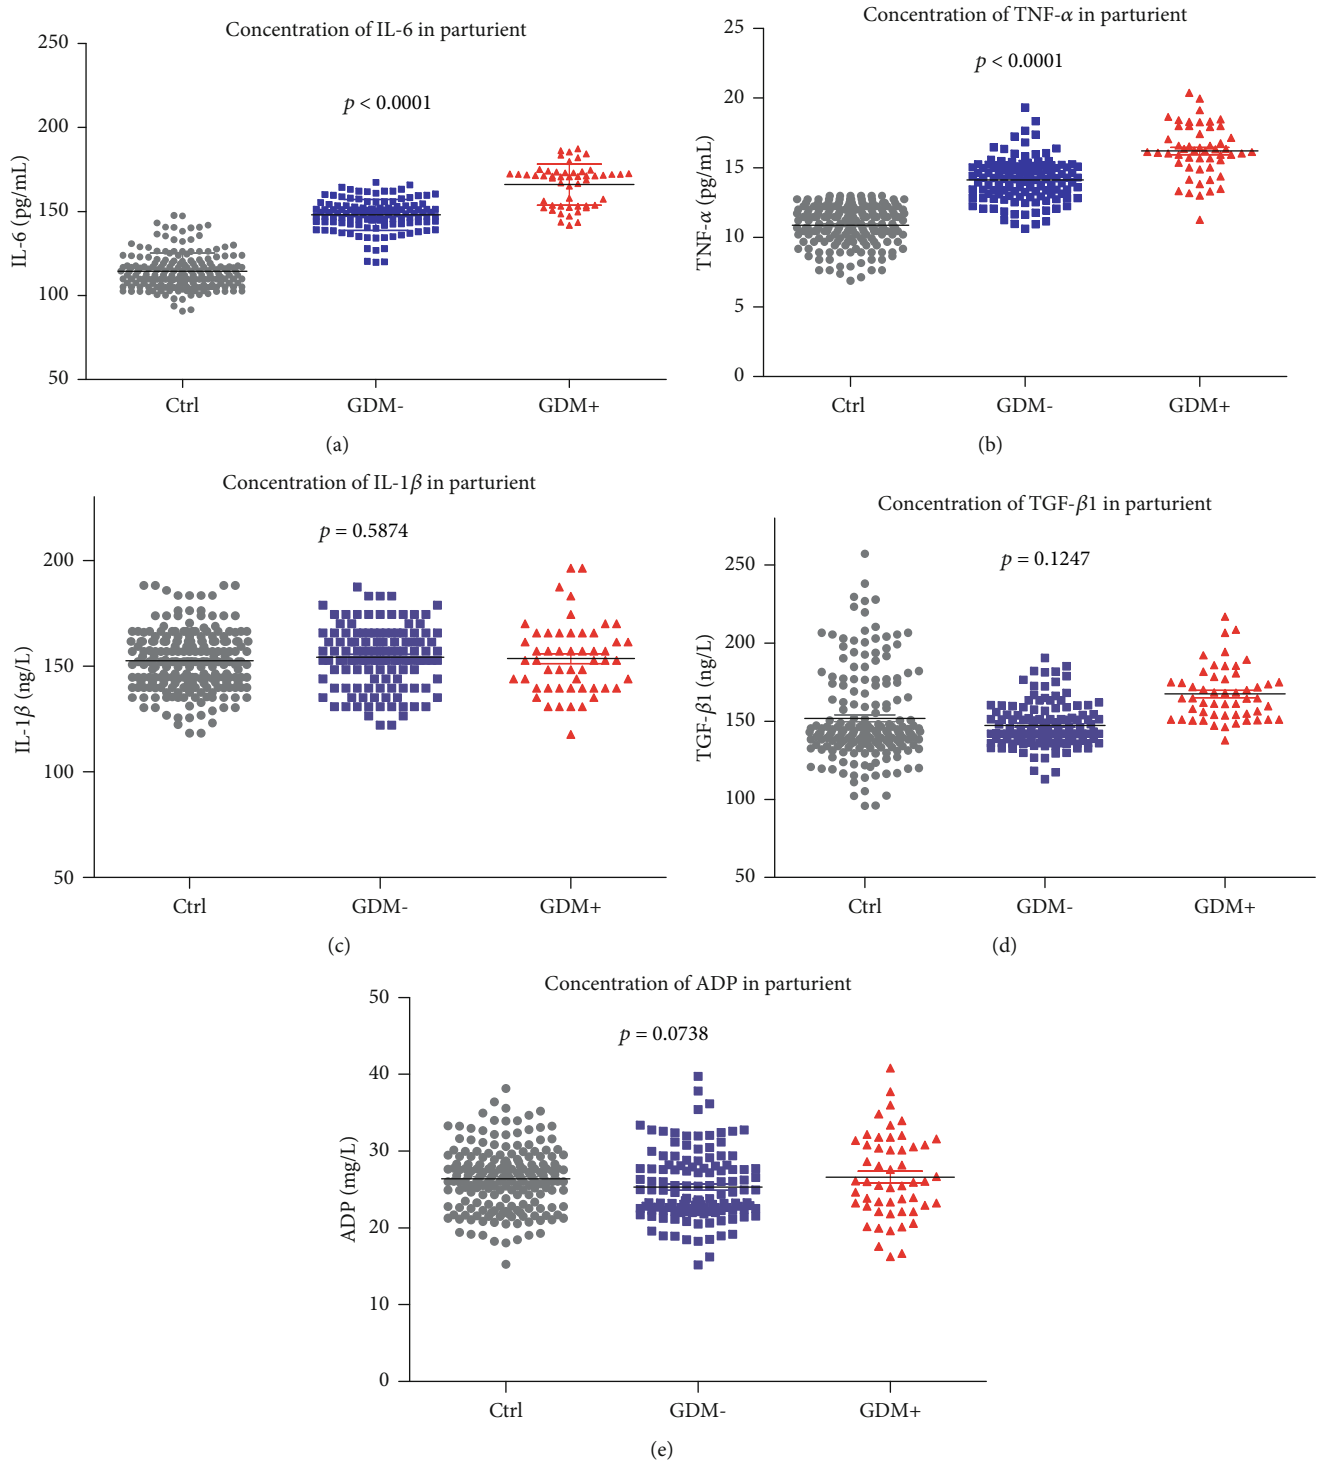 Concentration of IL-6 in parturient
p < 0.0001
IL-6 (pg/mL)
250
200
150
100
50
Ctrl
GDM-
GDM+
(a)
Concentration of TNF-α in parturient
p < 0.0001
TNF-α (pg/mL)
25
20
15
10
5
0
Ctrl
GDM-
GDM+
(b)
Concentration of IL-1β in parturient
p = 0.5874
IL-1β (ng/L)
200
150
100
50
Ctrl
GDM-
GDM+
(c)
Concentration of TGF-β1 in parturient
p = 0.1247
TGF-β1 (ng/L)
250
200
150
100
50
Ctrl
GDM-
GDM+
(d)
Concentration of ADP in parturient
p = 0.0738
ADP (mg/L)
50
40
30
20
10
0
Ctrl
GDM-
GDM+
(e)